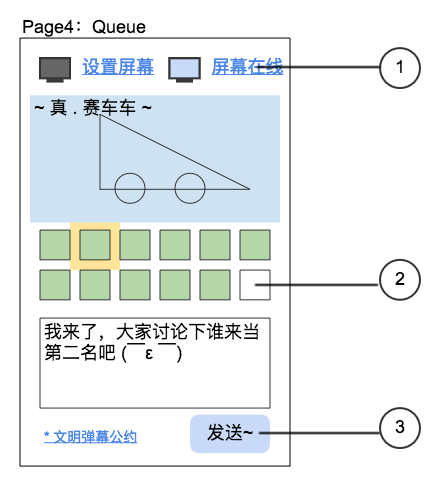 Page4：Queue
设置屏幕 屏幕在线
1
~ 真 . 赛车车 ~
2
我来了，大家讨论下谁来当
第二名吧 (￣ε ￣)
* 文明弹幕公约 发送~
3